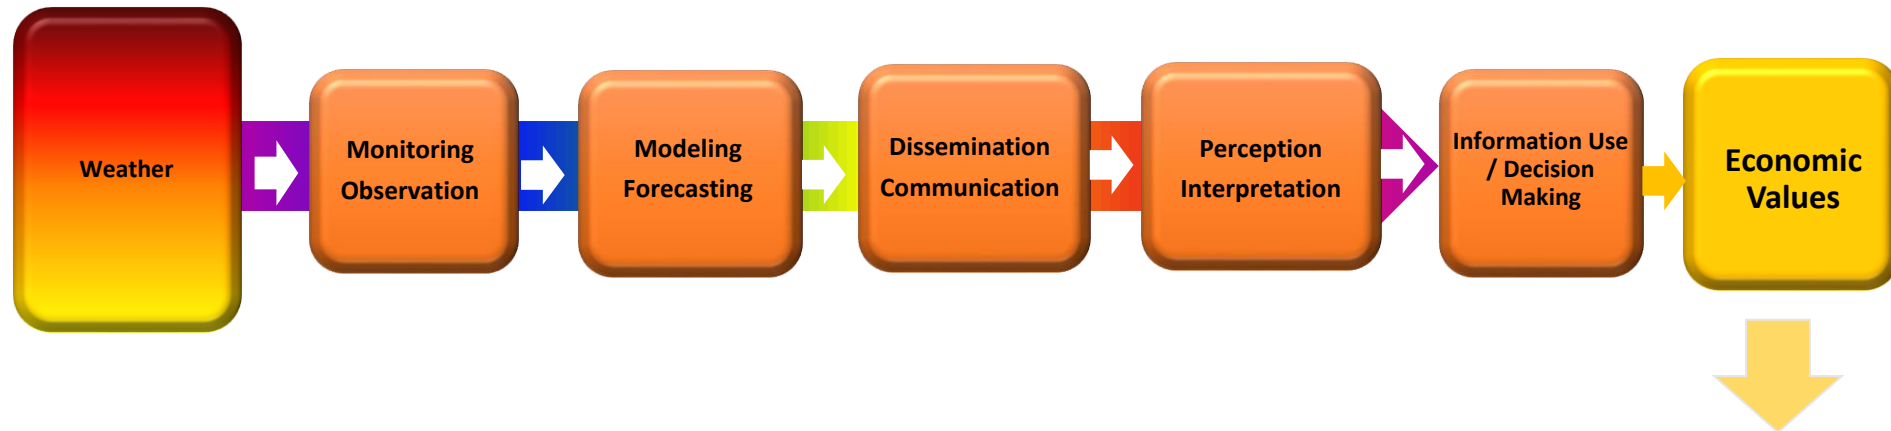 Weather
Monitoring
Observation
Modeling
Forecasting
Dissemination
Communication
Perception
Interpretation
Information Use
/ Decision
Making
Economic
Values